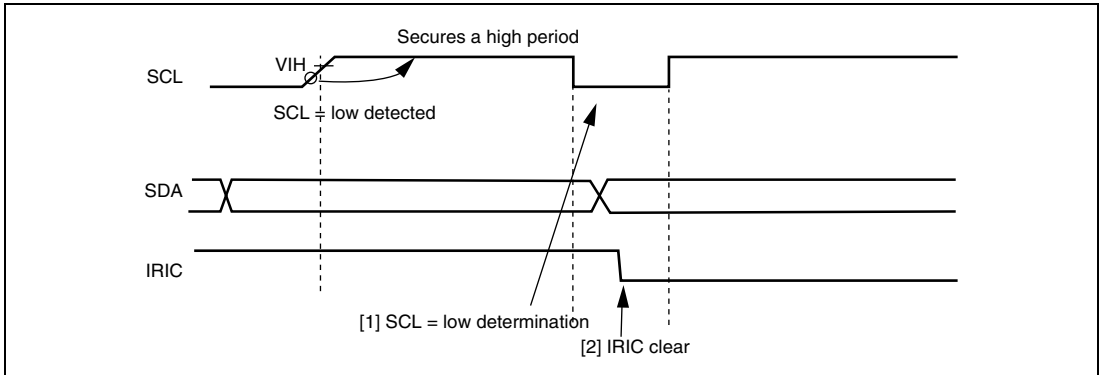 Secures a high period
VIH
SCL
SCL = low detected
SDA
IRIC
[1] SCL = low determination
[2] IRIC clear